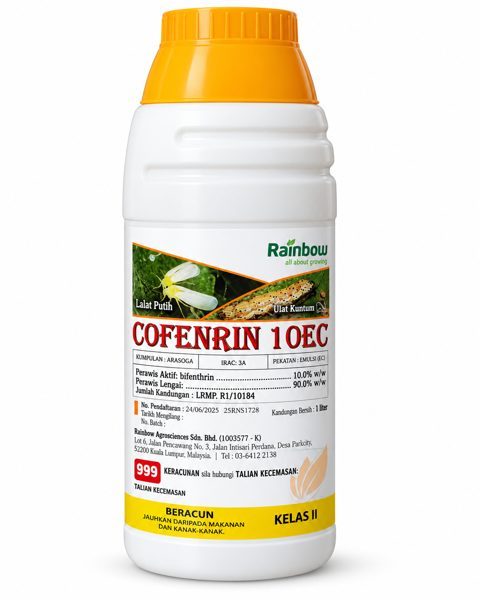 Rainbow
all about growing
Lalat Putih
Ulat Kuntum
COFENRIN 10EC
KUMPULAN : ARASOGA
IRAC: 3A
PEKATAN : EMULSI (EC)
Perawis Aktif: bifenthrin 10.0% w/w
Perawis Lengai: 90.0% w/w
Jumlah Kandungan : LRMP. R1/10184
No. Pendaftaran : 24/06/2025 25RNS1728
Kandungan Bersih : 1 liter
Tarikh Mengilang :
No. Batch :
Rainbow Agrosciences Sdn. Bhd. (1003577 - K)
Lot 6, Jalan Pencawang No, 3, Jalan Intisari Perdana, Desa Parkcity,
52200 Kuala Lumpur, Malaysia. | Tel : 03-6412 2138
999 KERACUNAN sila hubungi TALIAN KECEMASAN:
TALIAN KECEMASAN
BERACUN
JAUHKAN DARIPADA MAKANAN
DAN KANAK-KANAK.
KELAS II